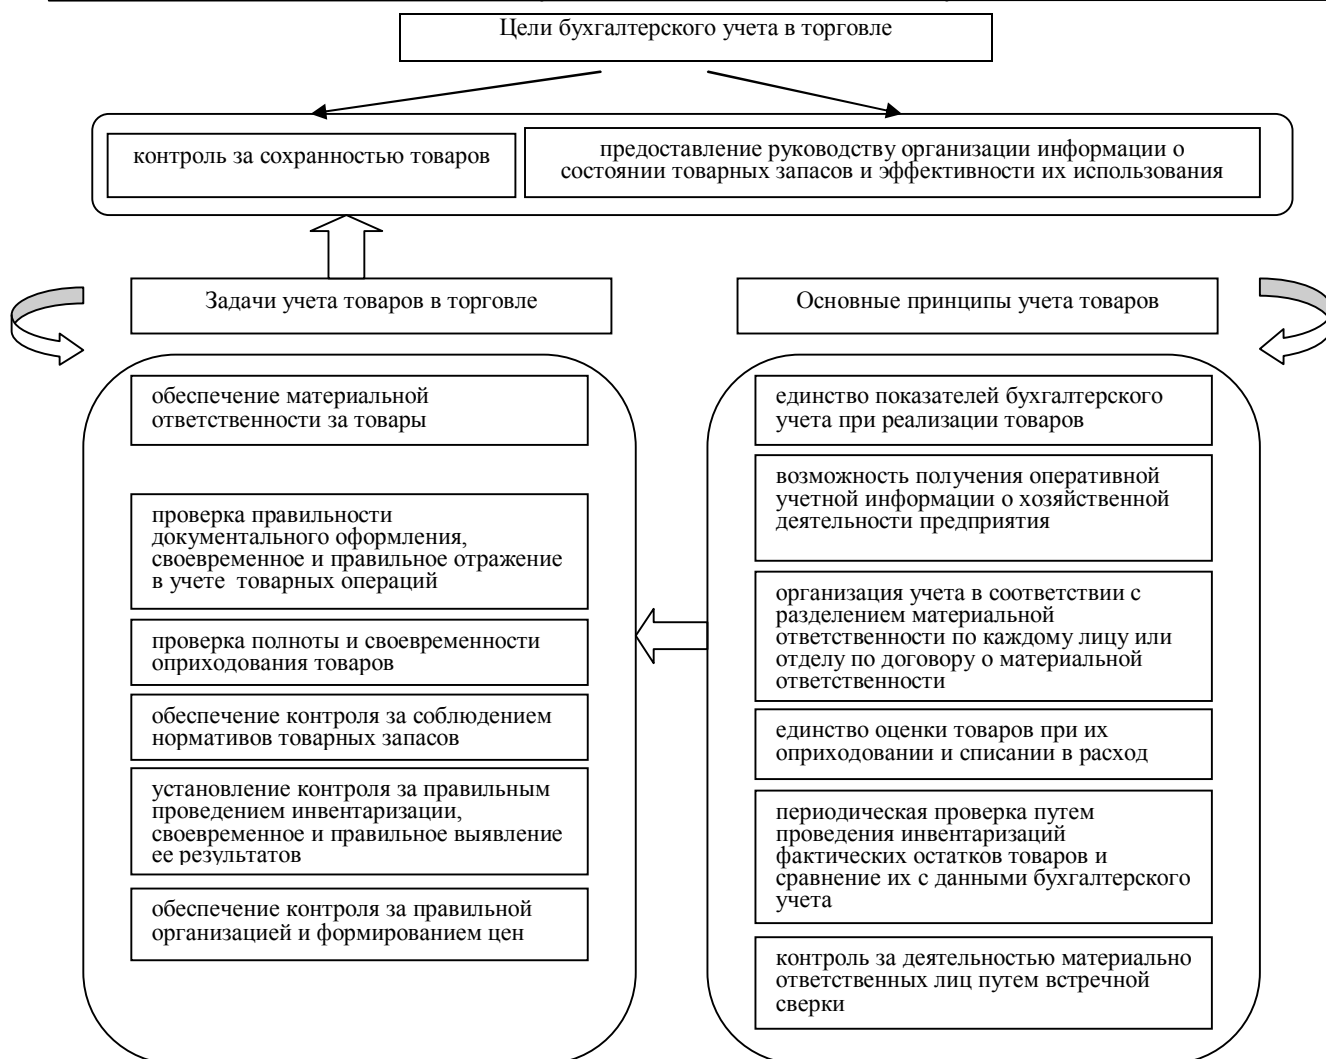 Цели бухгалтерского учета в торговле
контроль за сохранностью товаров
предоставление руководству организации информации о
состоянии товарных запасов и эффективности их использования
Задачи учета товаров в торговле
обеспечение материальной
ответственности за товары
проверка правильности
документального оформления,
своевременное и правильное отражение
в учете товарных операций
проверка полноты и своевременности
оприходования товаров
обеспечение контроля за соблюдением
нормативов товарных запасов
установление контроля за правильным
проведением инвентаризации,
своевременное и правильное выявление
ее результатов
обеспечение контроля за правильной
организацией и формированием цен
Основные принципы учета товаров
единство показателей бухгалтерского
учета при реализации товаров
возможность получения оперативной
учетной информации о хозяйственной
деятельности предприятия
организация учета в соответствии с
разделением материальной
ответственности по каждому лицу или
отделу по договору о материальной
ответственности
единство оценки товаров при их
оприходовании и списании в расход
периодическая проверка путем
проведения инвентаризаций
фактических остатков товаров и
сравнение их с данными бухгалтерского
учета
контроль за деятельностью материально
ответственных лиц путем встречной
сверки